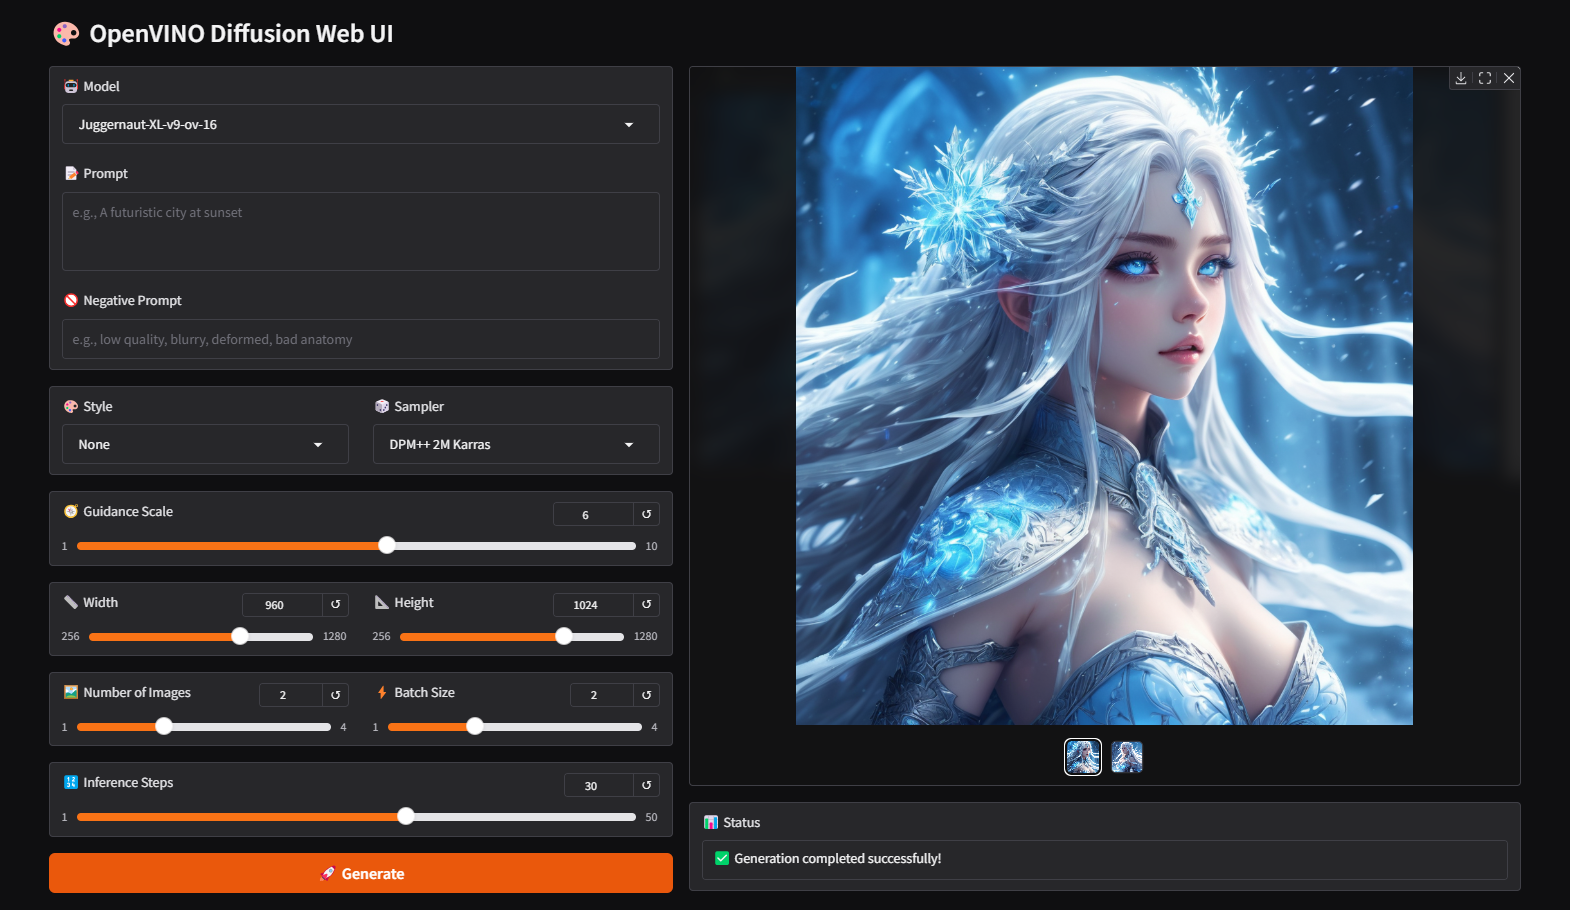 OpenVINO Diffusion Web UI
Model
Juggernaut-XL-v9-ov-16
Prompt
e.g., A futuristic city at sunset
Negative Prompt
e.g., low quality, blurry, deformed, bad anatomy
Style
Sampler
None
DPM++ 2M Karras
Guidance Scale
6
1
10
Width
960
Height
1024
256
1280
256
1280
Number of Images
2
Batch Size
2
1
4
1
4
Inference Steps
30
1
50
Generate
Status
Generation completed successfully!